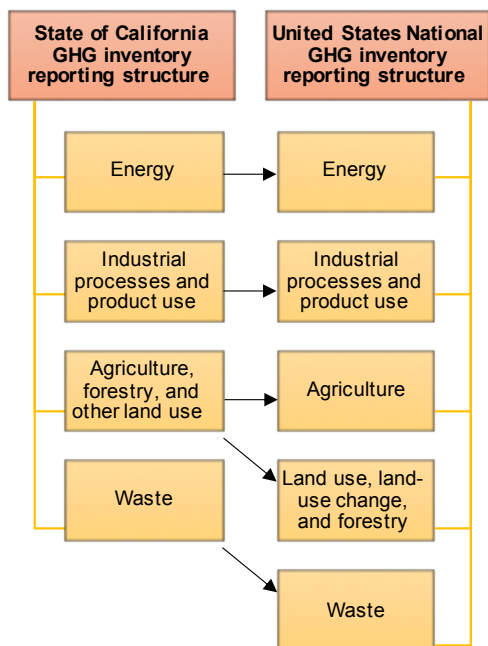 State of California
GHG inventory
reporting structure
United States National
GHG inventory
reporting structure
Energy
Energy
Industrial
processes and
product use
Industrial
processes and
product use
Agriculture,
forestry, and
other land use
Agriculture
Waste
Land use, land-
use change,
and forestry
Waste